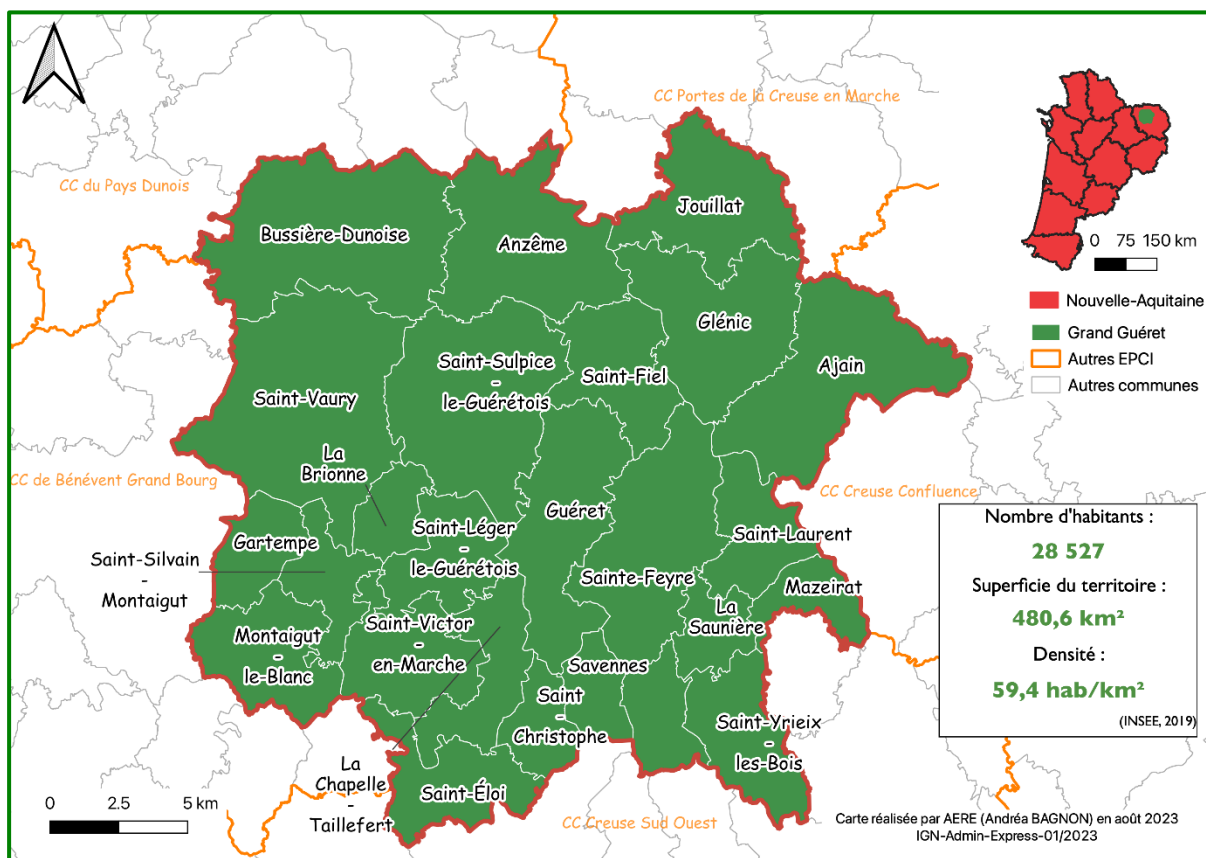 CC Portes de la Creuse en Marche
CC du Pays Dunois
Jouillat
Bussière-Dunoise
Anzême
0 75 150 km
Nouvelle-Aquitaine
Grand Guéret
Autres EPCI
Autres communes
Glénic
Ajain
Saint-Sulpice
-
le-Guérétois
Saint-Fiel
Saint-Vaury
La
Brionne
CC de Bénévent Grand Bourg
CC Creuse Confluence
Guéret
Saint-Léger
-
le-Guérétois
Gartempe
Saint-Laurent
Saint-Silvain
-
Montaigut
Sainte-Feyre
Mazeirat
La
Saunière
Saint-Victor
-
en-Marche
Montaigut
-
le-Blanc
Savennes
Saint
-
Christophe
Saint-Yrieix
-
les-Bois
La
Chapelle
-
Taillefert
Saint-Éloi
CC Creuse Sud Ouest
Nombre d'habitants :
28 527
Superficie du territoire :
480,6 km²
Densité :
59,4 hab/km²
(INSEE, 2019)
0 2.5 5 km
Carte réalisée par AERE (Andréa BAGNON) en août 2023
IGN-Admin-Express-01/2023